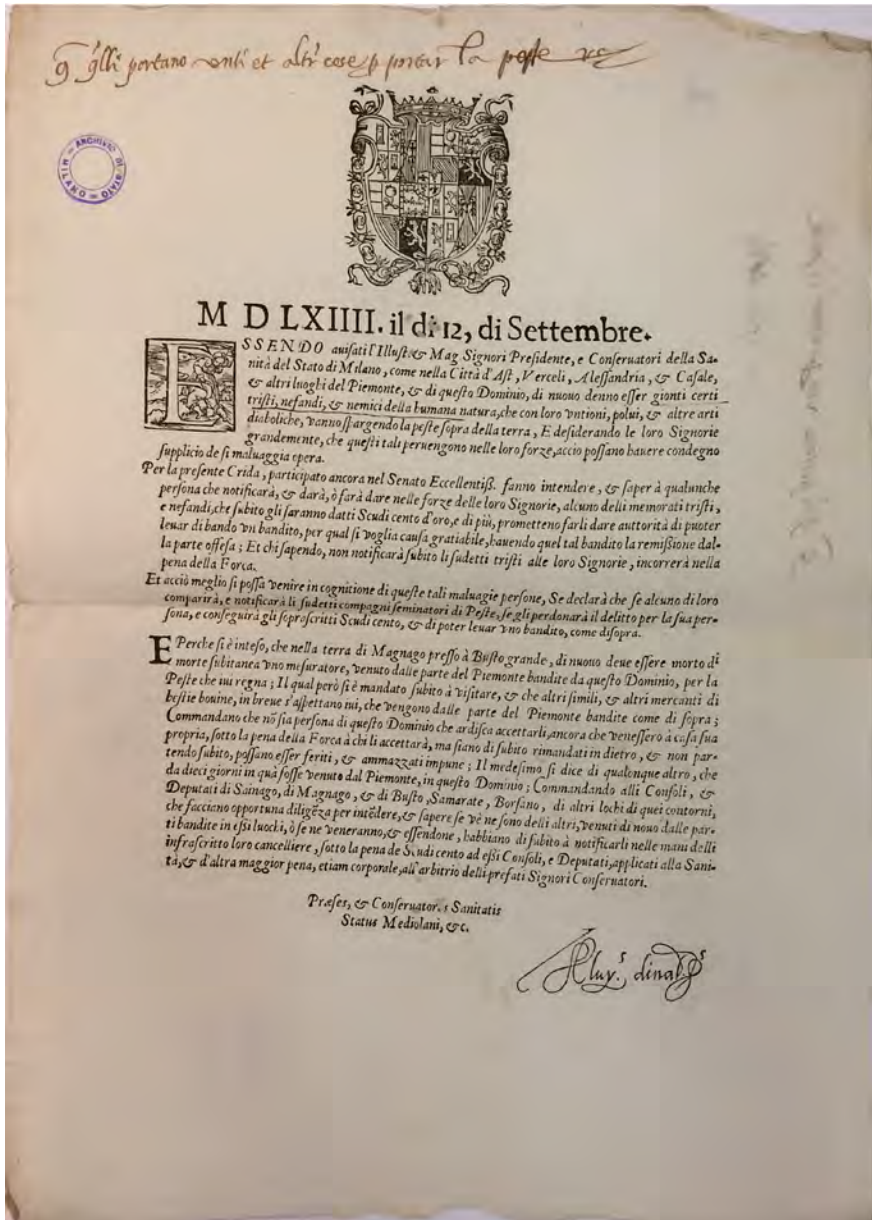 portano onti et altri cose p portar la peste
ARCHIVIO DI STATO
MILANO
M D LXIIII. il di 12, di Settembre.
ESSENDO auisati l'Illust. & Mag Signori Presidente, e Conseruatori della Sa-
nità del Stato di Milano, come nella Città d'Ast, Verceli, Alessandria, & Casale,
& altri luoghi del Piemonte, & di questo Dominio, di nuouo denno esser gionti certi
tristi, nefandi, & nemici della humana natura, che con loro vntioni, polui, & altre arti
diaboliche, vanno spargendo la peste sopra della terra, E desiderando le loro Signorie
grandemente, che questi tali peruengono nelle loro forze, accio possano hauere condegno
supplicio de si maluaggia opera.
Per la presente Crida, participato ancora nel Senato Eccellentiss. fanno intendere, & saper à qualunche
persona che notificarà, & darà, ò farà dare nelle forze delle loro Signorie, alcuno delli memorati tristi,
e nefandi, che subito gli saranno datti Scudi cento d'oro, e di più, promettono farli dare auttorità di puoter
leuar di bando vn bandito, per qual si voglia causa gratiabile, hauendo quel tal bandito la remissione dal-
la parte offesa; Et chi sapendo, non notificarà subito li sudetti tristi alle loro Signorie, incorrerà nella
pena della Forca.
Et acciò meglio si possa venire in cognitione di queste tali maluagie persone, Se declarà che se alcuno di loro
comparirà, e notificarà li sudetti compagni seminatori di Peste, se gli perdonarà il delitto per la sua per-
sona, e conseguirà gli soprascritti Scudi cento, & di poter leuar vno bandito, come disopra.
E Perche si è inteso, che nella terra di Magnago presso à Busto grande, di nuouo deue essere morto di
morte subitanea vno mesuratore, venuto dalle parte del Piemonte bandite da questo Dominio, per la
Peste che iui regna; Il qual però si è mandato subito à visitare, & che altri simili, & altri mercanti di
bestie bouine, in breue s'aspettano iui, che vengono dalle parte del Piemonte bandite come di sopra;
Commandano che nõ sia persona di questo Dominio che ardisca accettarli, ancora che venessero à casa sua
propria, sotto la pena della Forca à chi li accettarà, ma siano di subito rimandati in dietro, & non par-
tendo subito, possano esser feriti, & ammazzati impune; Il medesimo si dice di qualonque altro, che
da dieci giorni in quà fosse venuto dal Piemonte, in questo Dominio; Commandando alli Consoli, &
Deputati di Sainago, di Magnago, & di Busto, Samarate, Borsano, di altri lochi di quei contorni,
che facciano opportuna diligẽza per intẽdere, & sapere se vè ne sono delli altri, venuti di nouo dalle par-
ti bandite in essi luochi, ò se ne veneranno, & essendone, habbiano di subito à notificarli nelle mani delli
infrascritto loro cancelliere, sotto la pena de Scudi cento ad essi Consoli, e Deputati, applicati alla Sani-
tà, & d'altra maggior pena, etiam corporale, all'arbitrio delli prefati Signori Conseruatori.
Præses, & Conseruatores Sanitatis
Status Mediolani, &c.